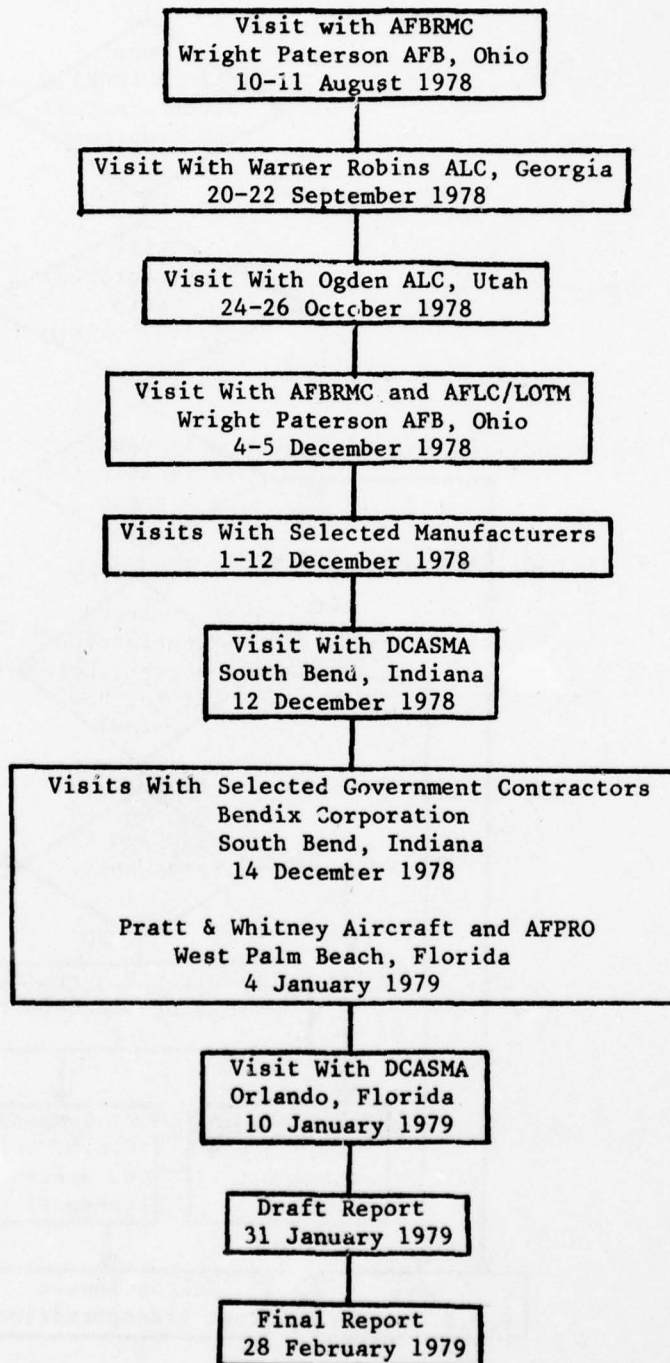 Visit with AFBRMC
Wright Paterson AFB, Ohio
10-11 August 1978
Visit With Warner Robins ALC, Georgia
20-22 September 1978
Visit With Ogden ALC, Utah
24-26 October 1978
Visit With AFBRMC and AFLC/LOTM
Wright Paterson AFB, Ohio
4-5 December 1978
Visits With Selected Manufacturers
1-12 December 1978
Visit With DCASMA
South Bend, Indiana
12 December 1978
Visits With Selected Government Contractors
Bendix Corporation
South Bend, Indiana
14 December 1978
Pratt & Whitney Aircraft and AFPRO
West Palm Beach, Florida
4 January 1979
Visit With DCASMA
Orlando, Florida
10 January 1979
Draft Report
31 January 1979
Final Report
28 February 1979